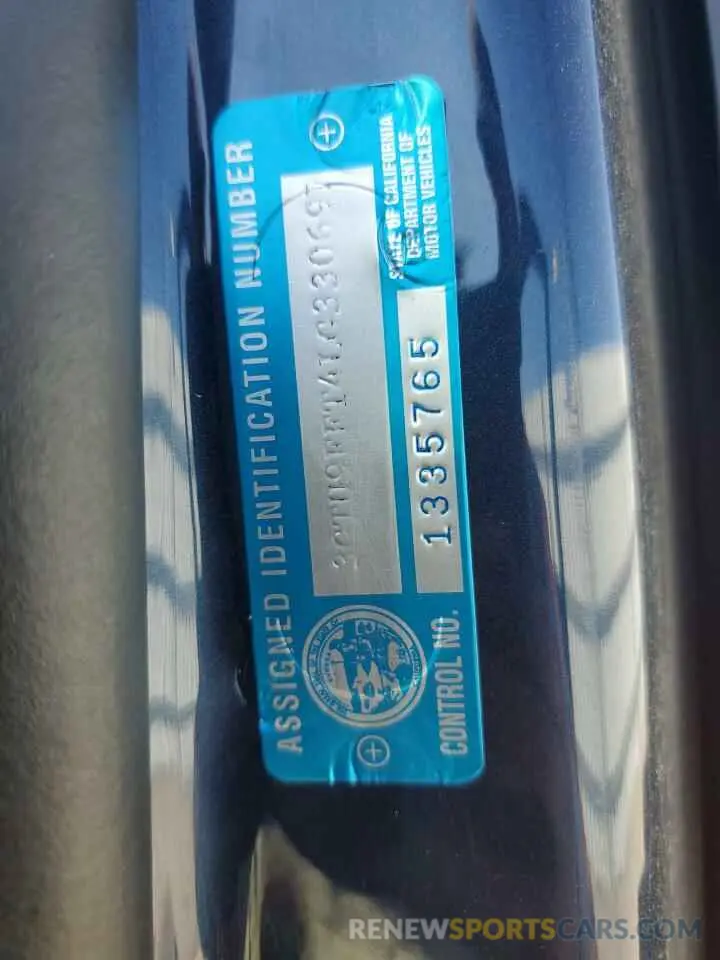 ASSIGNED IDENTIFICATION NUMBER
STATE OF CALIFORNIA
DEPARTMENT OF
MOTOR VEHICLES
CONTROL NO. 1335765
RENEWSPORTSCARS.COM